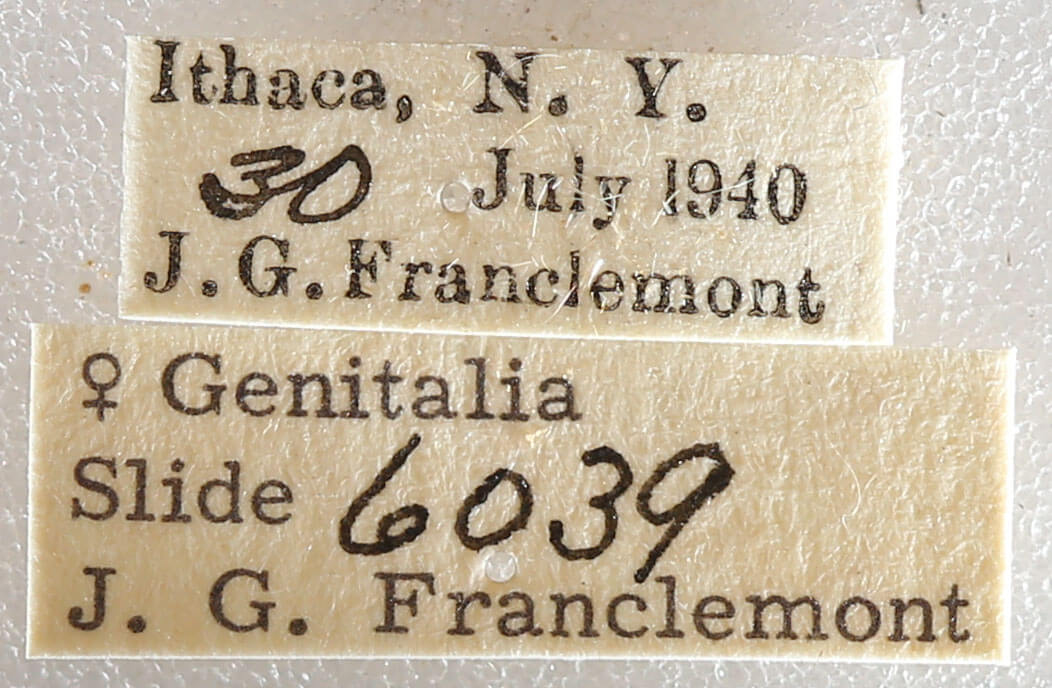 Ithaca, N. Y.
30 July 1940
J. G. Franclemont
♀ Genitalia
Slide 6039
J. G. Franclemont